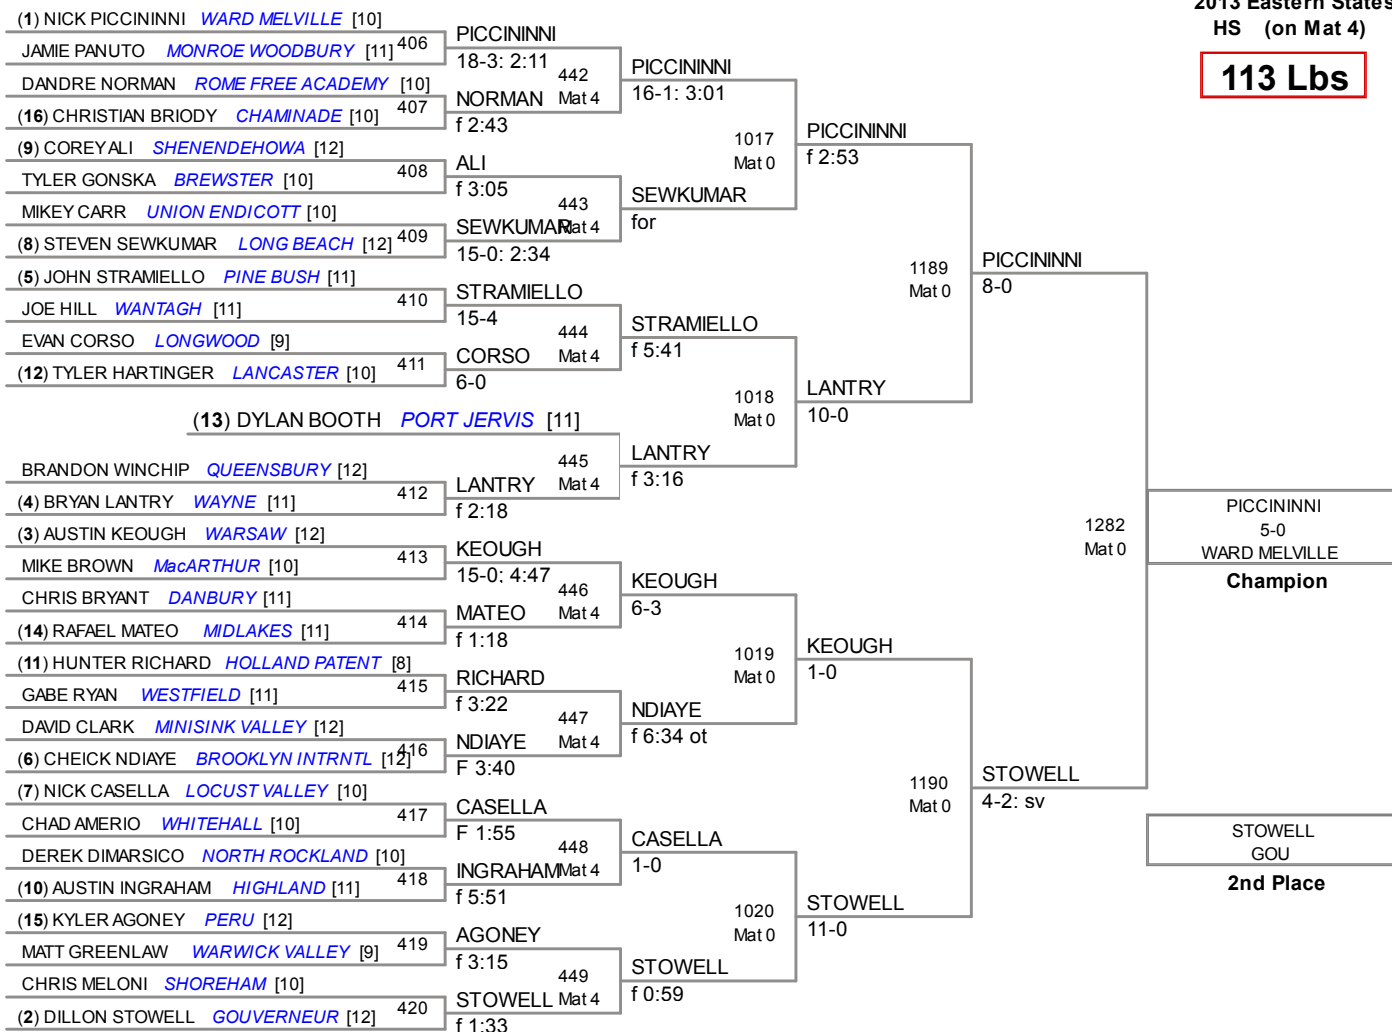 2013 Eastern States
HS (on Mat 4)
113 Lbs
(1) NICK PICCININNI WARD MELVILLE [10]
JAMIE PANUTO MONROE WOODBURY [11]
406
DANDRE NORMAN ROME FREE ACADEMY [10]
(16) CHRISTIAN BRIODY CHAMINADE [10]
407
(9) COREY ALI SHENENDEHOWA [12]
TYLER GONSKA BREWSTER [10]
408
MIKEY CARR UNION ENDICOTT [10]
(8) STEVEN SEWKUMAR LONG BEACH [12]
409
(5) JOHN STRAMIELLO PINE BUSH [11]
JOE HILL WANTAGH [11]
410
EVAN CORSO LONGWOOD [9]
(12) TYLER HARTINGER LANCASTER [10]
411
(13) DYLAN BOOTH PORT JERVIS [11]
BRANDON WINCHIP QUEENSBURY [12]
(4) BRYAN LANTRY WAYNE [11]
412
(3) AUSTIN KEOUGH WARSAW [12]
MIKE BROWN MacARTHUR [10]
413
CHRIS BRYANT DANBURY [11]
(14) RAFAEL MATEO MIDLAKES [11]
414
(11) HUNTER RICHARD HOLLAND PATENT [8]
GABE RYAN WESTFIELD [11]
415
DAVID CLARK MINISINK VALLEY [12]
(6) CHEICK NDIAYE BROOKLYN INTRNTL [12]
416
(7) NICK CASELLA LOCUST VALLEY [10]
CHAD AMERIO WHITEHALL [10]
417
DEREK DIMARSICO NORTH ROCKLAND [10]
(10) AUSTIN INGRAHAM HIGHLAND [11]
418
(15) KYLER AGONEY PERU [12]
MATT GREENLAW WARWICK VALLEY [9]
419
CHRIS MELONI SHOREHAM [10]
(2) DILLON STOWELL GOUVERNEUR [12]
420
PICCININNI
18-3: 2:11
442
Mat 4
NORMAN
f 2:43
ALI
f 3:05
443
Mat 4
SEWKUMAR
15-0: 2:34
STRAMIELLO
15-4
444
Mat 4
CORSO
6-0
445
Mat 4
LANTRY
f 2:18
KEOUGH
15-0: 4:47
446
Mat 4
MATEO
f 1:18
RICHARD
f 3:22
447
Mat 4
NDIAYE
F 3:40
CASELLA
F 1:55
448
Mat 4
INGRAHAM
f 5:51
AGONEY
f 3:15
449
Mat 4
STOWELL
f 1:33
PICCININNI
16-1: 3:01
1017
Mat 0
SEWKUMAR
for
STRAMIELLO
f 5:41
1018
Mat 0
LANTRY
f 3:16
KEOUGH
6-3
1019
Mat 0
NDIAYE
f 6:34 ot
CASELLA
1-0
1020
Mat 0
STOWELL
f 0:59
PICCININNI
f 2:53
1189
Mat 0
LANTRY
10-0
KEOUGH
1-0
1190
Mat 0
STOWELL
11-0
PICCININNI
8-0
1282
Mat 0
STOWELL
4-2: sv
PICCININNI
5-0
WARD MELVILLE
Champion
STOWELL
GOU
2nd Place